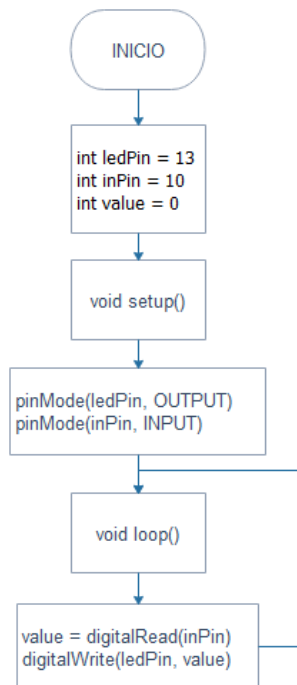 INICIO
int ledPin = 13
int inPin = 10
int value = 0
void setup()
pinMode(ledPin, OUTPUT)
pinMode(inPin, INPUT)
void loop()
value = digitalRead(inPin)
digitalWrite(ledPin, value)